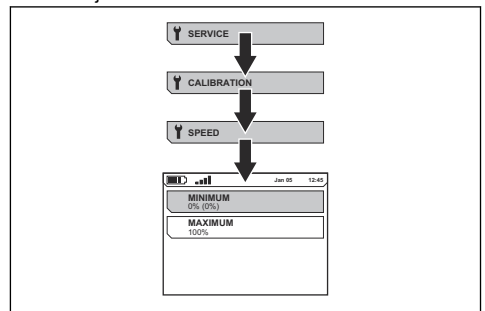 SERVICE
CALIBRATION
SPEED
Jan 05 12:45
MINIMUM
0% (0%)
MAXIMUM
100%